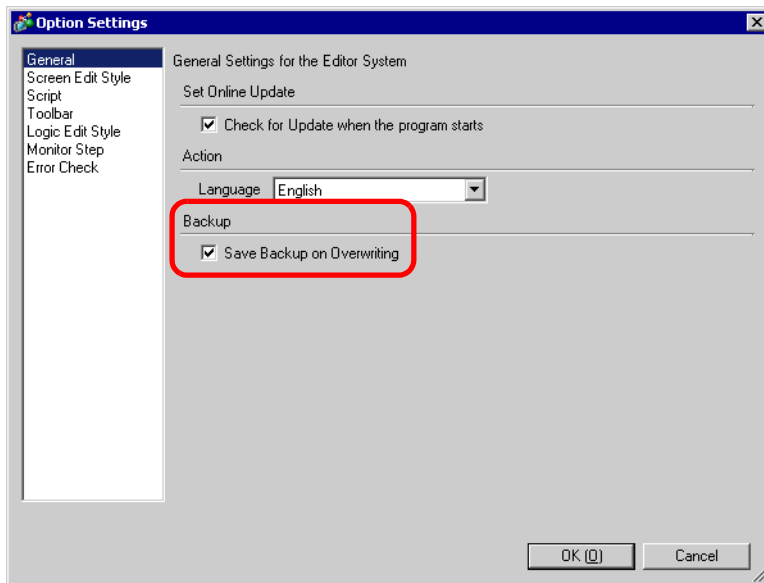 Option Settings
General
Screen Edit Style
Script
Toolbar
Logic Edit Style
Monitor Step
Error Check
General Settings for the Editor System
Set Online Update
Check for Update when the program starts
Action
Language English
Backup
Save Backup on Overwriting
OK (O) Cancel